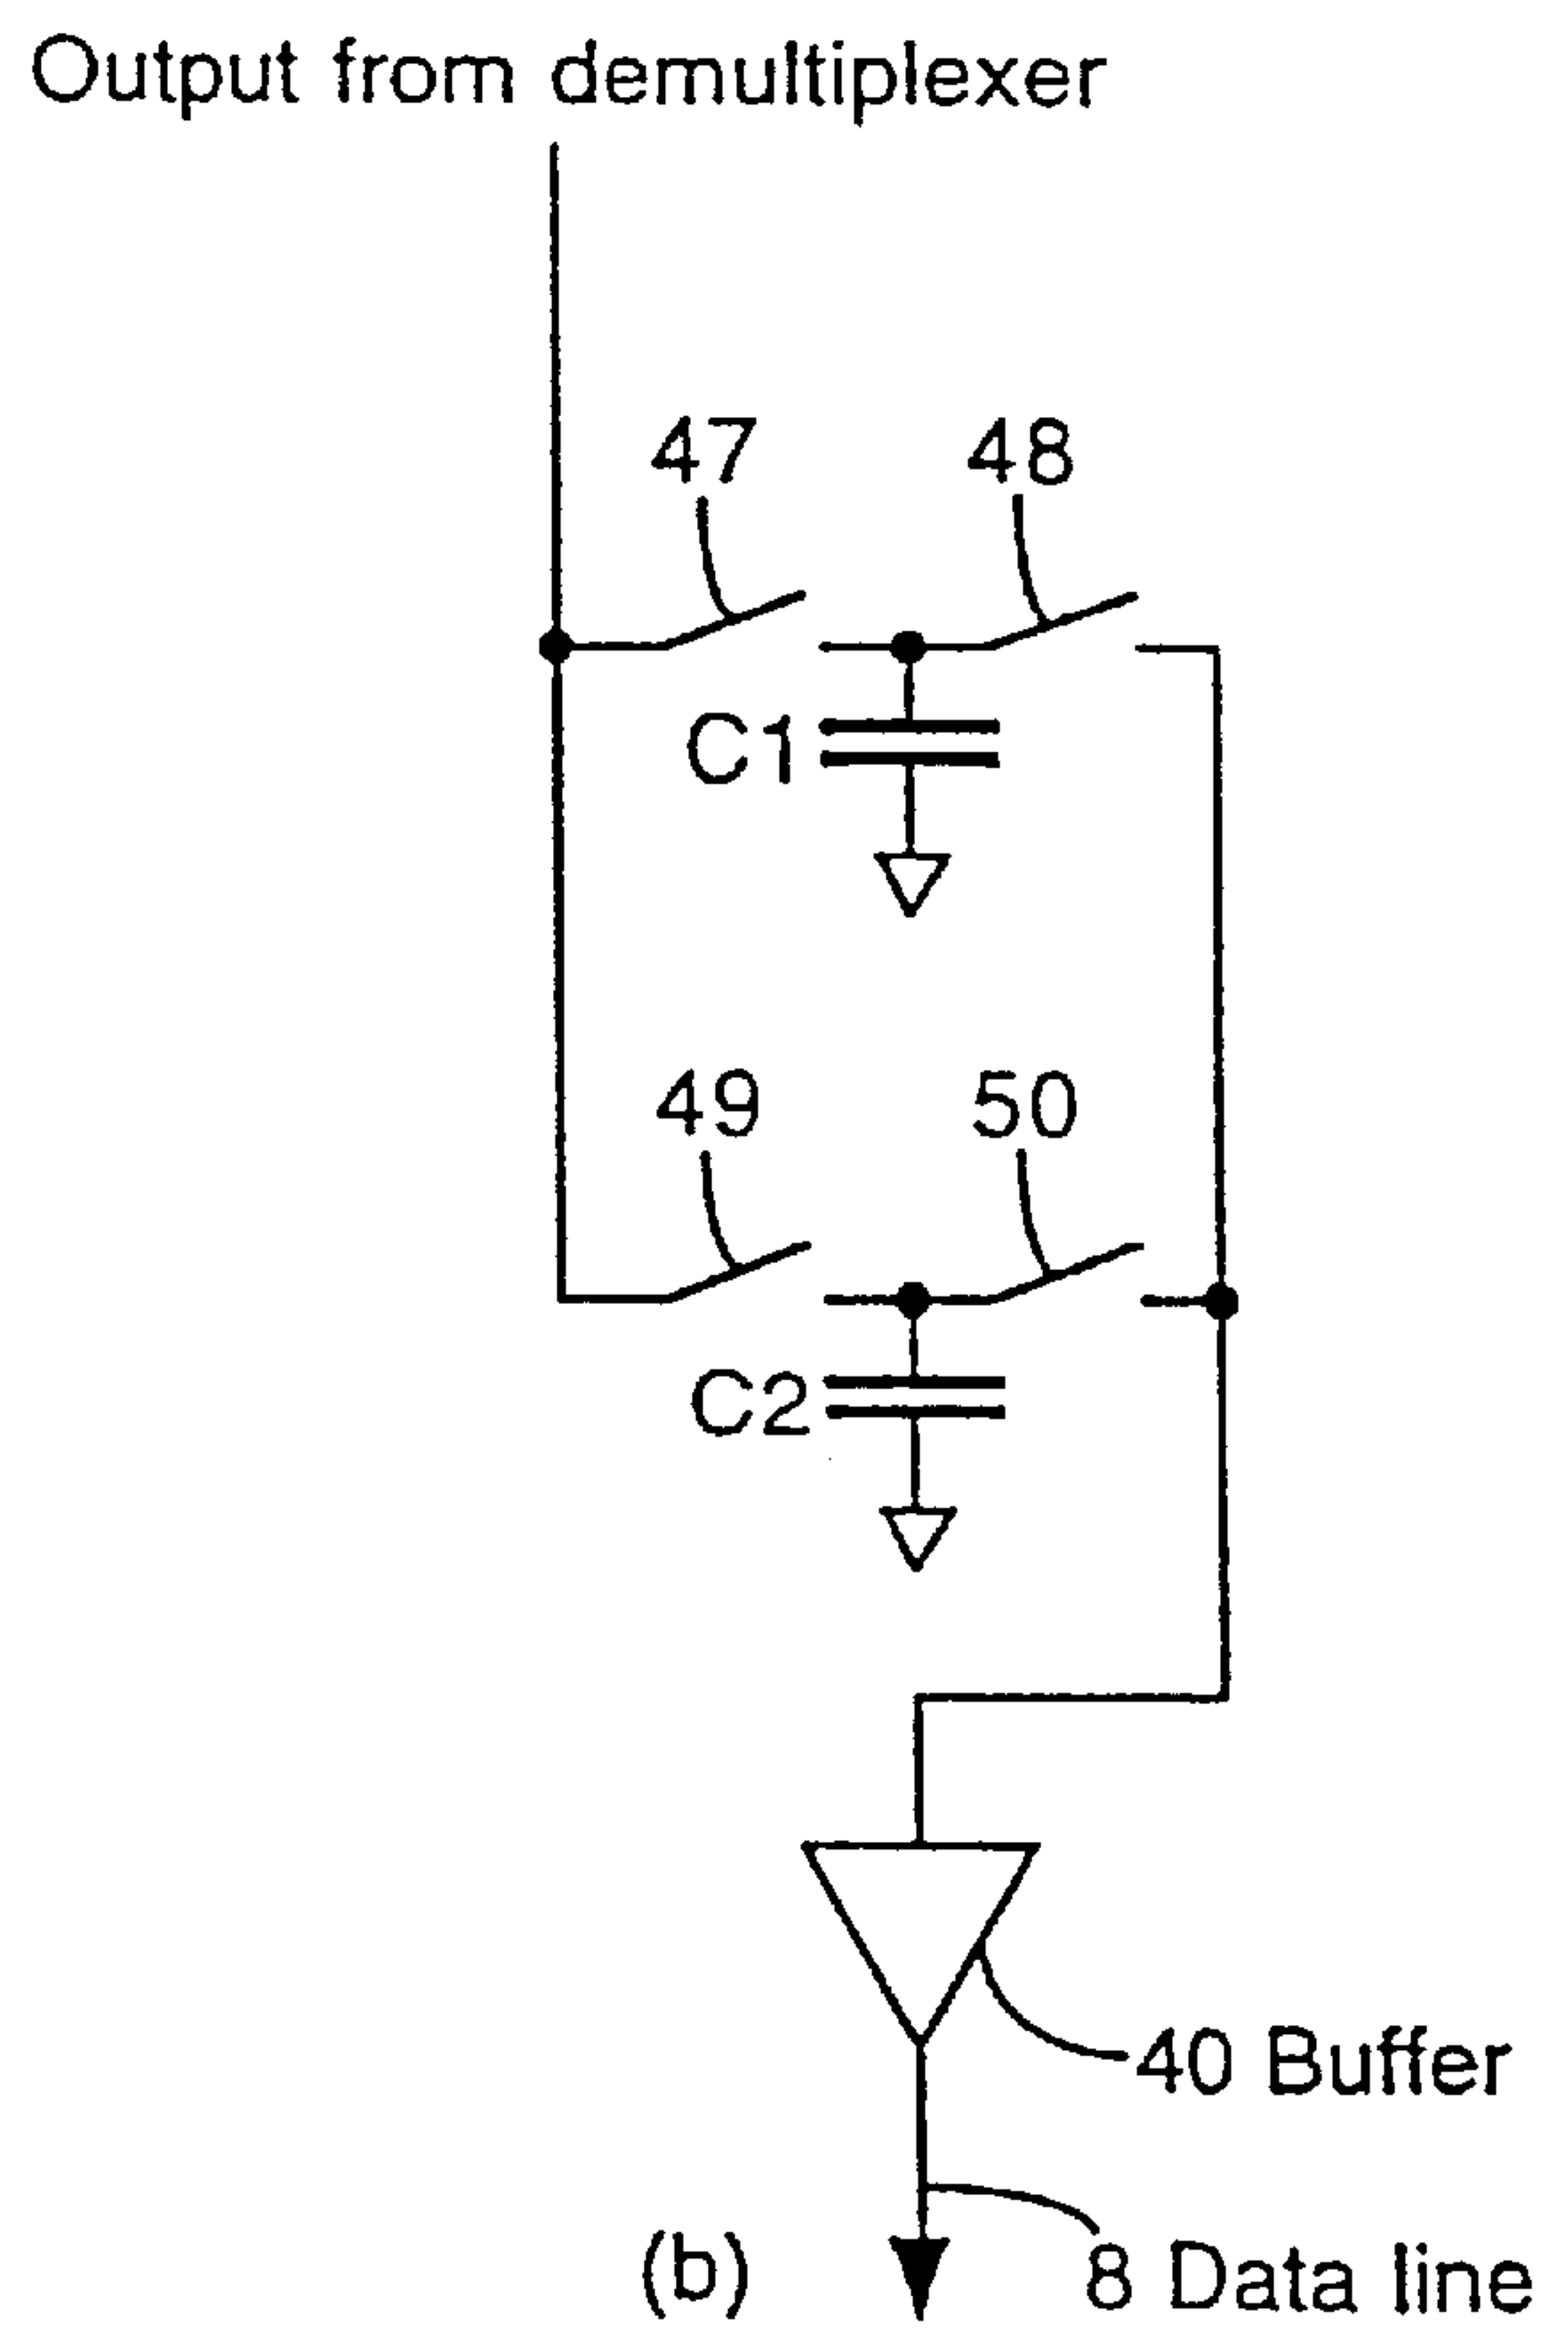 Output from demultiplexer
47 48
C1
49 50
C2
40 Buffer
(b)
8 Data line